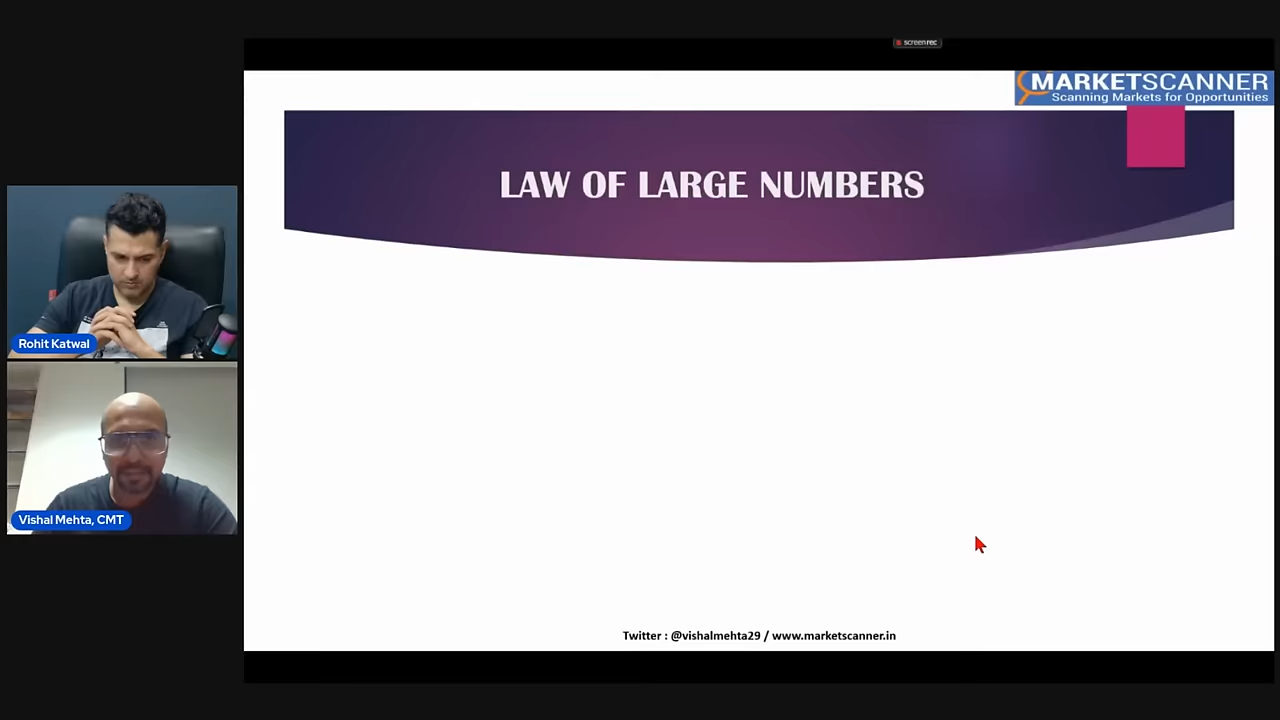 screenrec
MARKETSCANNER
Scanning Markets for Opportunities
LAW OF LARGE NUMBERS
Rohit Katwal
Vishal Mehta, CMT
Twitter : @vishalmehta29 / www.marketscanner.in